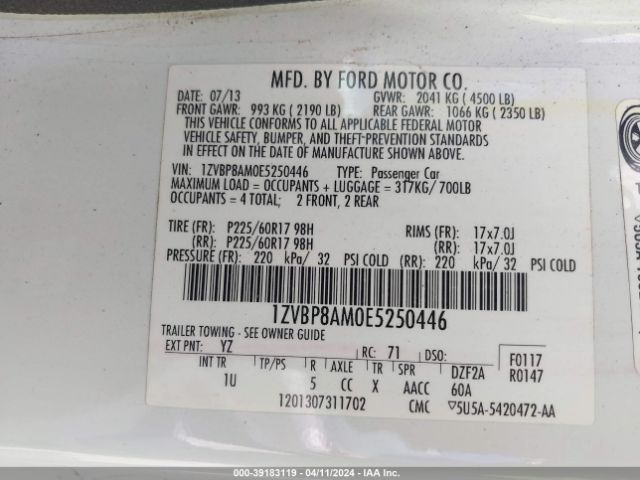 MFD. BY FORD MOTOR CO.
DATE: 07/13 GVWR: 2041 KG ( 4500 LB)
FRONT GAWR: 993 KG ( 2190 LB) REAR GAWR: 1066 KG ( 2350 LB)
THIS VEHICLE CONFORMS TO ALL APPLICABLE FEDERAL MOTOR
VEHICLE SAFETY, BUMPER, AND THEFT PREVENTION STANDARDS
IN EFFECT ON THE DATE OF MANUFACTURE SHOWN ABOVE.
VIN: 1ZVBP8AM0E5250446 TYPE: Passenger Car
MAXIMUM LOAD = OCCUPANTS + LUGGAGE = 317KG/ 700LB
OCCUPANTS = 4 TOTAL; 2 FRONT, 2 REAR
TIRE (FR): P225/60R17 98H RIMS (FR): 17x7.0J
(RR): P225/60R17 98H (RR): 17x7.0J
PRESSURE (FR): 220 kPa/ 32 PSI COLD (RR): 220 kPa/ 32 PSI COLD
1ZVBP8AM0E5250446
TRAILER TOWING - SEE OWNER GUIDE
EXT PNT: YZ RC: 71 DSO: F0117
INT TR TP/PS R AXLE TR SPR DZF2A R0147
1U 5 CC X AACC 60A
1201307311702 CMC ▽5U5A-5420472-AA
000-39183119 - 04/11/2024 - IAA Inc.